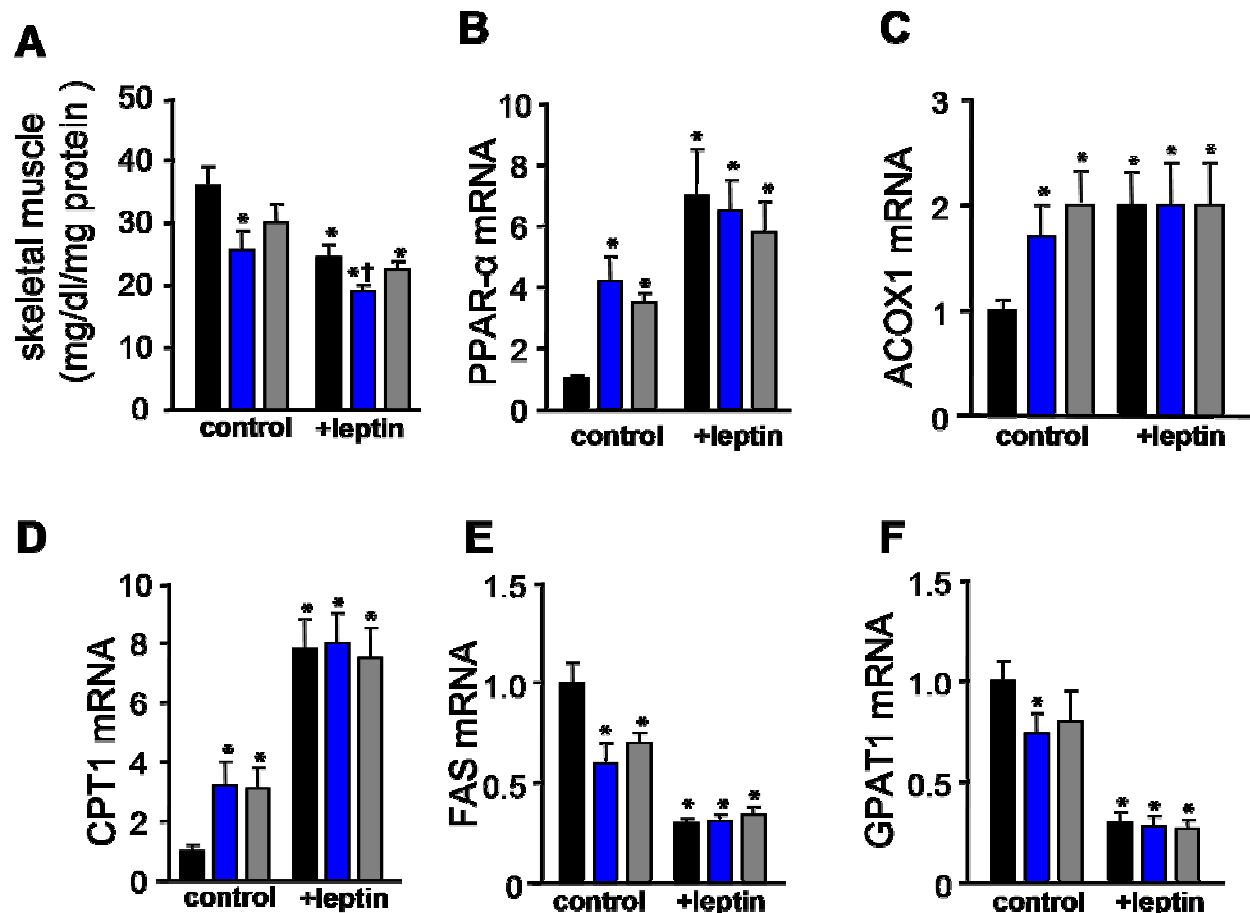 A
skeletal muscle
(mg/dl/mg protein )
50
40
30
20
10
0
*
*
*†
*
control
+leptin
B
PPAR-α mRNA
10
8
6
4
2
0
*
*
*
*
*
control
+leptin
C
ACOX1 mRNA
3
2
1
0
*
*
*
*
*
control
+leptin
D
CPT1 mRNA
10
8
6
4
2
0
*
*
*
*
*
control
+leptin
E
FAS mRNA
1.5
1.0
0.5
0
*
*
*
*
*
control
+leptin
F
GPAT1 mRNA
1.5
1.0
0.5
0
*
*
*
*
control
+leptin